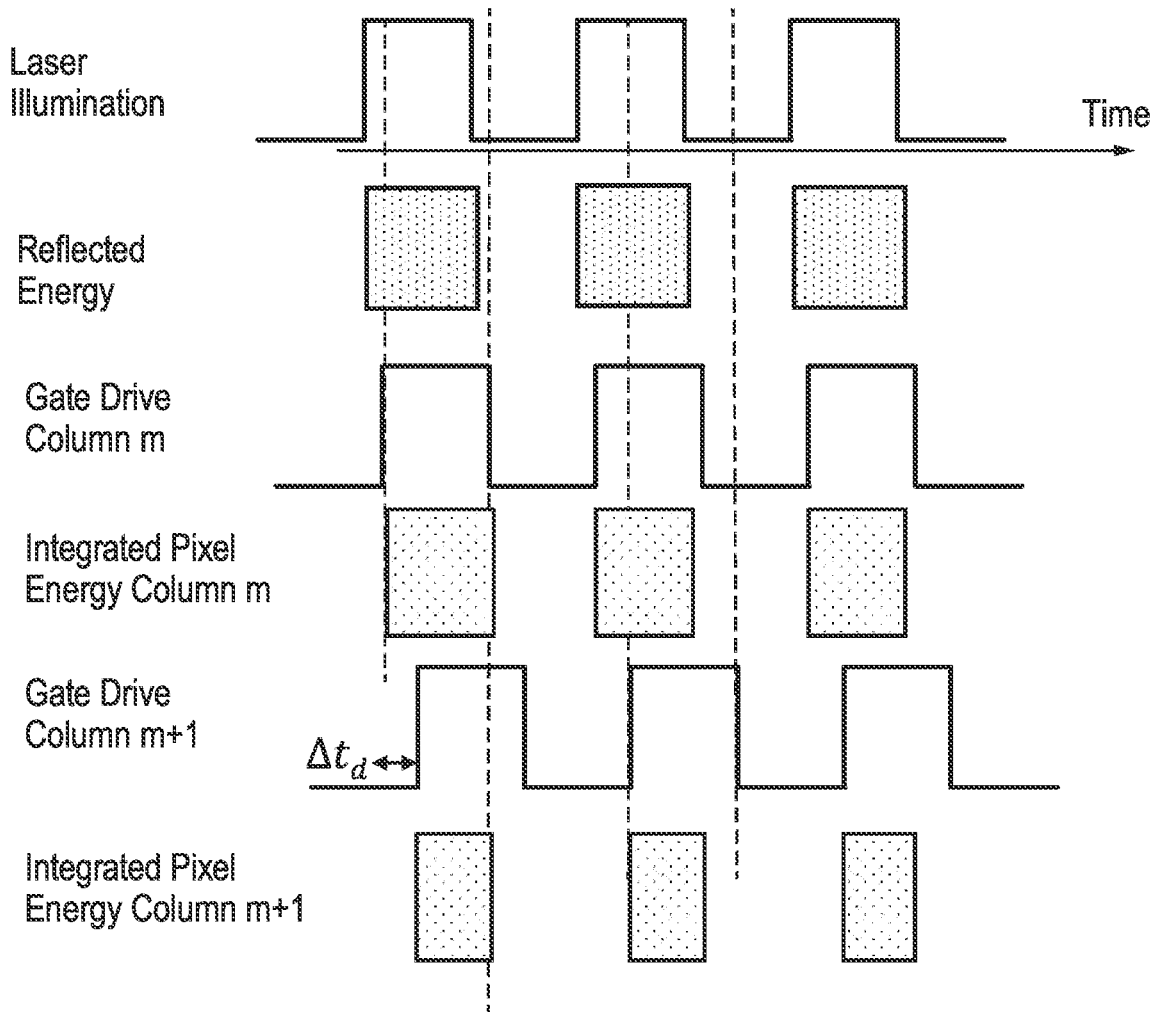 Laser
Illumination
Time
Reflected
Energy
Gate Drive
Column m
Integrated Pixel
Energy Column m
Gate Drive
Column m+1
Δt_d
Integrated Pixel
Energy Column m+1